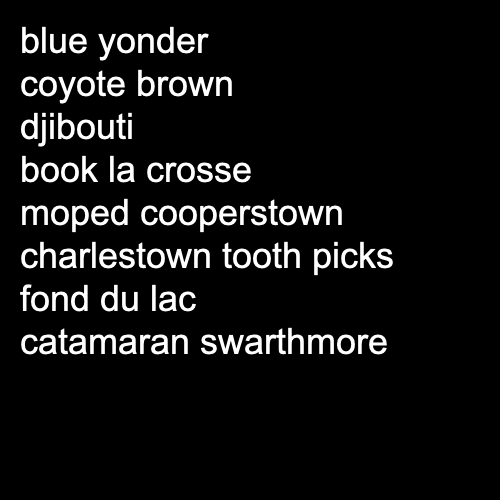 blue yonder
coyote brown
djibouti
book la crosse
moped cooperstown
charlestown tooth picks
fond du lac
catamaran swarthmore